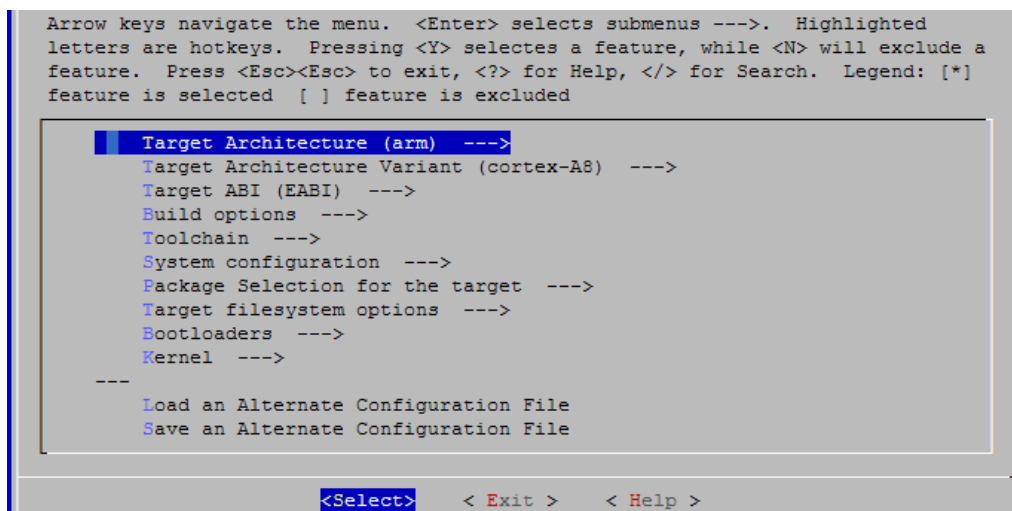 Arrow keys navigate the menu.  <Enter> selects submenus --->.  Highlighted
letters are hotkeys.  Pressing <Y> selectes a feature, while <N> will exclude a
feature.  Press <Esc><Esc> to exit, <?> for Help, </> for Search.  Legend: [*]
feature is selected  [ ] feature is excluded
Target Architecture (arm)  --->
Target Architecture Variant (cortex-A8)  --->
Target ABI (EABI)  --->
Build options  --->
Toolchain  --->
System configuration  --->
Package Selection for the target  --->
Target filesystem options  --->
Bootloaders  --->
Kernel  --->
---
Load an Alternate Configuration File
Save an Alternate Configuration File
<Select>    < Exit >    < Help >